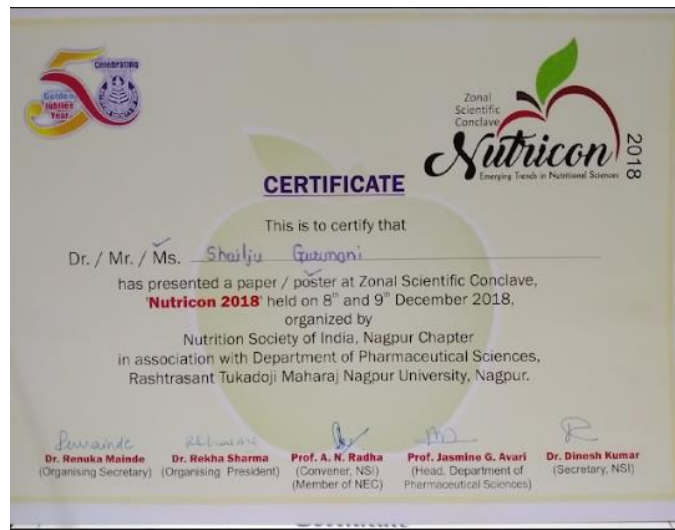 Celebrating
50
Golden
Jubilee
Year
Zonal
Scientific
Conclave
Nutricon
2018
Emerging Trends in Nutritional Sciences
CERTIFICATE
This is to certify that
Dr. / Mr. / Ms. Shailju Gurumani
has presented a paper / poster at Zonal Scientific Conclave,
'Nutricon 2018' held on 8th and 9th December 2018,
organized by
Nutrition Society of India, Nagpur Chapter
in association with Department of Pharmaceutical Sciences,
Rashtrasant Tukadoji Maharaj Nagpur University, Nagpur.
Dr. Renuka Mainde Dr. Rekha Sharma Prof. A. N. Radha Prof. Jasmine G. Avari Dr. Dinesh Kumar
(Organising Secretary) (Organising President) (Convener, NSI) (Head, Department of (Secretary, NSI)
(Member of NEC) Pharmaceutical Sciences)